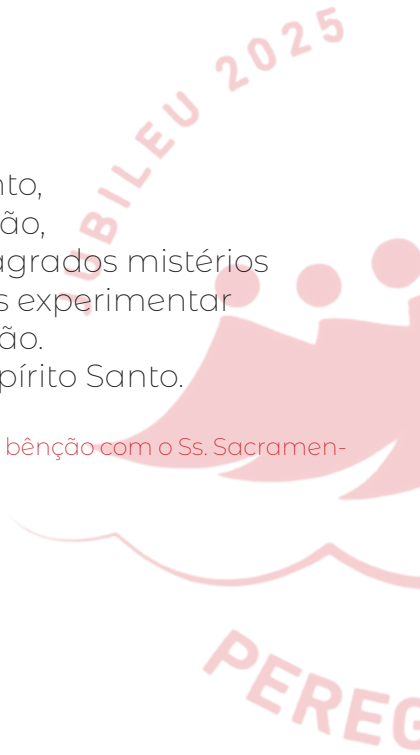 JUBILEU 2025
nto,
ão,
agrados mistérios
s experimentar
ão.
pírito Santo.
bênção com o Ss. Sacramen-
PEREG